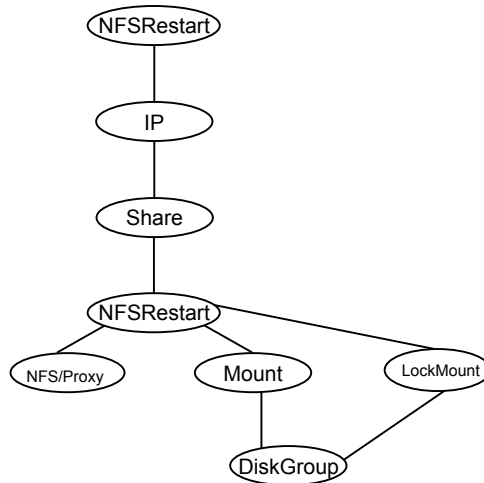 NFSRestart
IP
Share
NFSRestart
NFS/Proxy
Mount
LockMount
DiskGroup